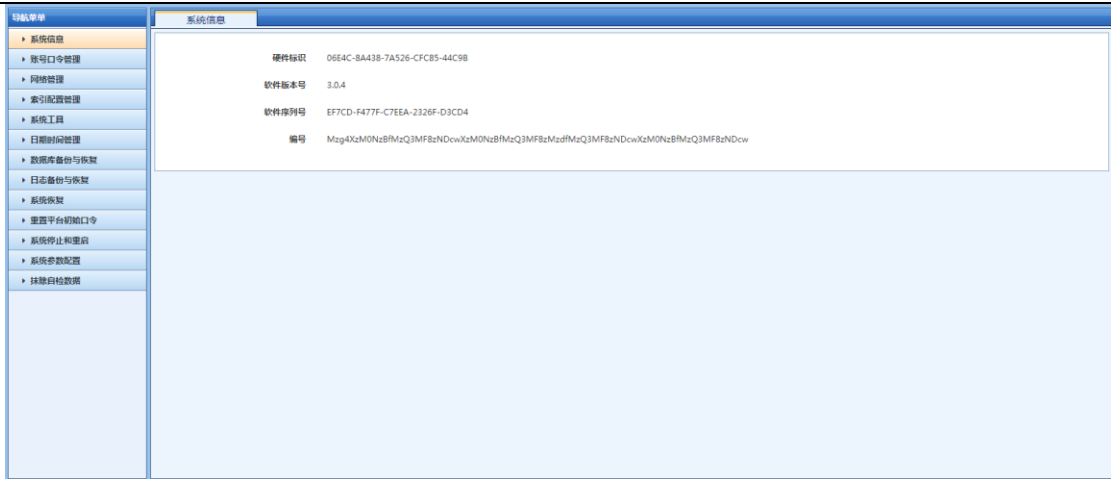 导航菜单
系统信息
账号口令管理
网络管理
索引配置管理
系统工具
日期时间管理
数据库备份与恢复
日志备份与恢复
系统恢复
重置平台初始口令
系统停止和重启
系统参数配置
抹除自检数据
系统信息
硬件标识 06E4C-8A438-7A526-CFCB5-44C9B
软件版本号 3.0.4
软件序列号 EF7CD-F477F-C7EEA-2326F-D3CD4
编号 Mzg4XzM0NzBfMzQ3MF8zNDcwXzM0NzBfMzQ3MF8zMzdfMzQ3MF8zNDcwXzM0NzBfMzQ3MF8zNDcw